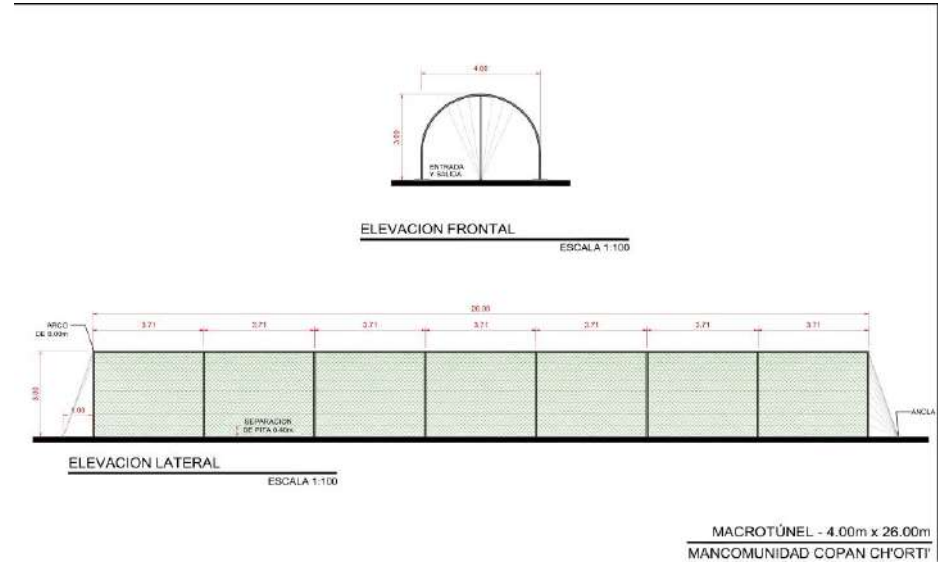 4.00
3.00
ENTRADA
Y SALIDA
ELEVACION FRONTAL
ESCALA 1:100
26.00
3.71 3.71 3.71 3.71 3.71 3.71 3.71
ARCO
3.00
1.00
SEPARACION
ANCLA
ELEVACION LATERAL
ESCALA 1:100
MACROTÚNEL - 4.00m x 26.00m
MANCOMUNIDAD COPAN CH'ORTI'